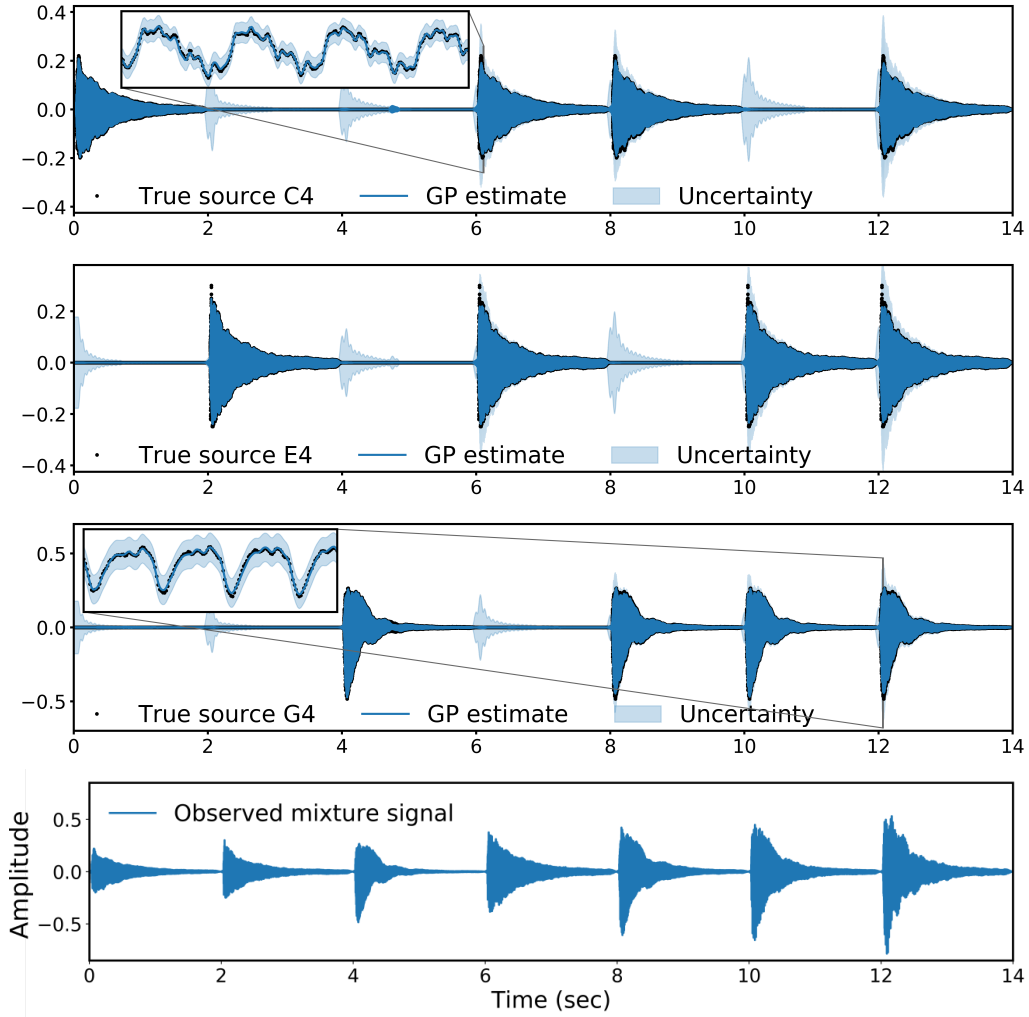 0.4
0.2
0.0
−0.2
−0.4
True source C4 GP estimate Uncertainty
0 2 4 6 8 10 12 14
0.2
0.0
−0.2
−0.4
True source E4 GP estimate Uncertainty
0 2 4 6 8 10 12 14
0.5
0.0
−0.5
True source G4 GP estimate Uncertainty
0 2 4 6 8 10 12 14
Amplitude
0.5
0.0
−0.5
Observed mixture signal
0 2 4 6 8 10 12 14
Time (sec)